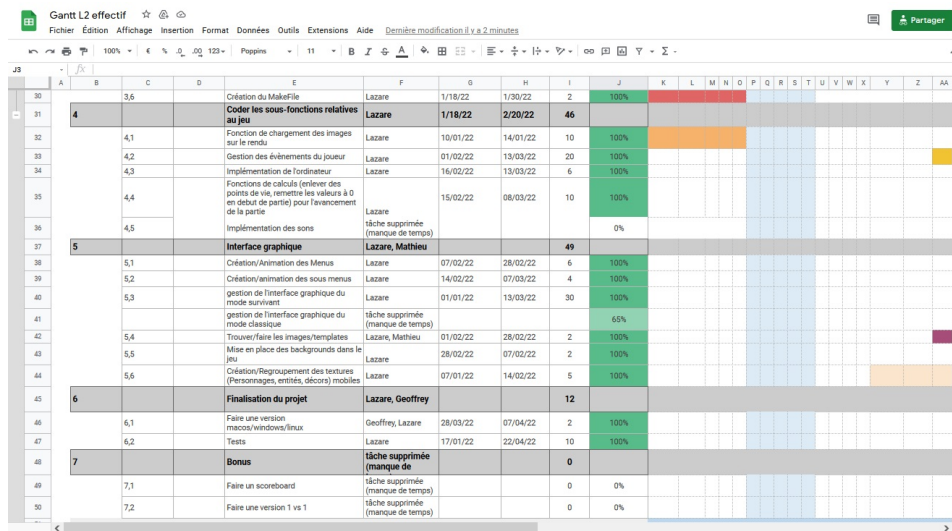 Gantt L2 effectif
Fichier Édition Affichage Insertion Format Données Outils Extensions Aide Dernière modification il y a 2 minutes
Partager
100% € % .0 .00 123 Poppins 11 B I S A
J3 fx
A B C D E F G H I J K L M N O P Q R S T U V W X Y Z AA
30 3,6 Création du MakeFile Lazare 1/18/22 1/30/22 2 100%
31 4 Coder les sous-fonctions relatives au jeu Lazare 1/18/22 2/20/22 46
32 4,1 Fonction de chargement des images sur le rendu Lazare 10/01/22 14/01/22 10 100%
33 4,2 Gestion des évènements du joueur Lazare 01/02/22 13/03/22 20 100%
34 4,3 Implémentation de l'ordinateur Lazare 16/02/22 13/03/22 6 100%
35 4,4 Fonctions de calculs (enlever des points de vie, remettre les valeurs à 0 en debut de partie) pour l'avancement de la partie Lazare 15/02/22 08/03/22 10 100%
36 4,5 Implémentation des sons tâche supprimée (manque de temps) 0%
37 5 Interface graphique Lazare, Mathieu 49
38 5,1 Création/Animation des Menus Lazare 07/02/22 28/02/22 6 100%
39 5,2 Création/animation des sous menus Lazare 14/02/22 07/03/22 4 100%
40 5,3 gestion de l'interface graphique du mode survivant Lazare 01/01/22 13/03/22 30 100%
41 gestion de l'interface graphique du mode classique tâche supprimée (manque de temps) 65%
42 5,4 Trouver/faire les images/templates Lazare, Mathieu 01/02/22 28/02/22 2 100%
43 5,5 Mise en place des backgrounds dans le jeu Lazare 28/02/22 07/02/22 2 100%
44 5,6 Création/Regroupement des textures (Personnages, entités, décors) mobiles Lazare 07/01/22 14/02/22 5 100%
45 6 Finalisation du projet Lazare, Geoffrey 12
46 6,1 Faire une version macos/windows/linux Geoffrey, Lazare 28/03/22 07/04/22 2 100%
47 6,2 Tests Lazare 17/01/22 22/04/22 10 100%
48 7 Bonus tâche supprimée (manque de 0
49 7,1 Faire un scoreboard tâche supprimée (manque de temps) 0 0%
50 7,2 Faire une version 1 vs 1 tâche supprimée (manque de temps) 0 0%